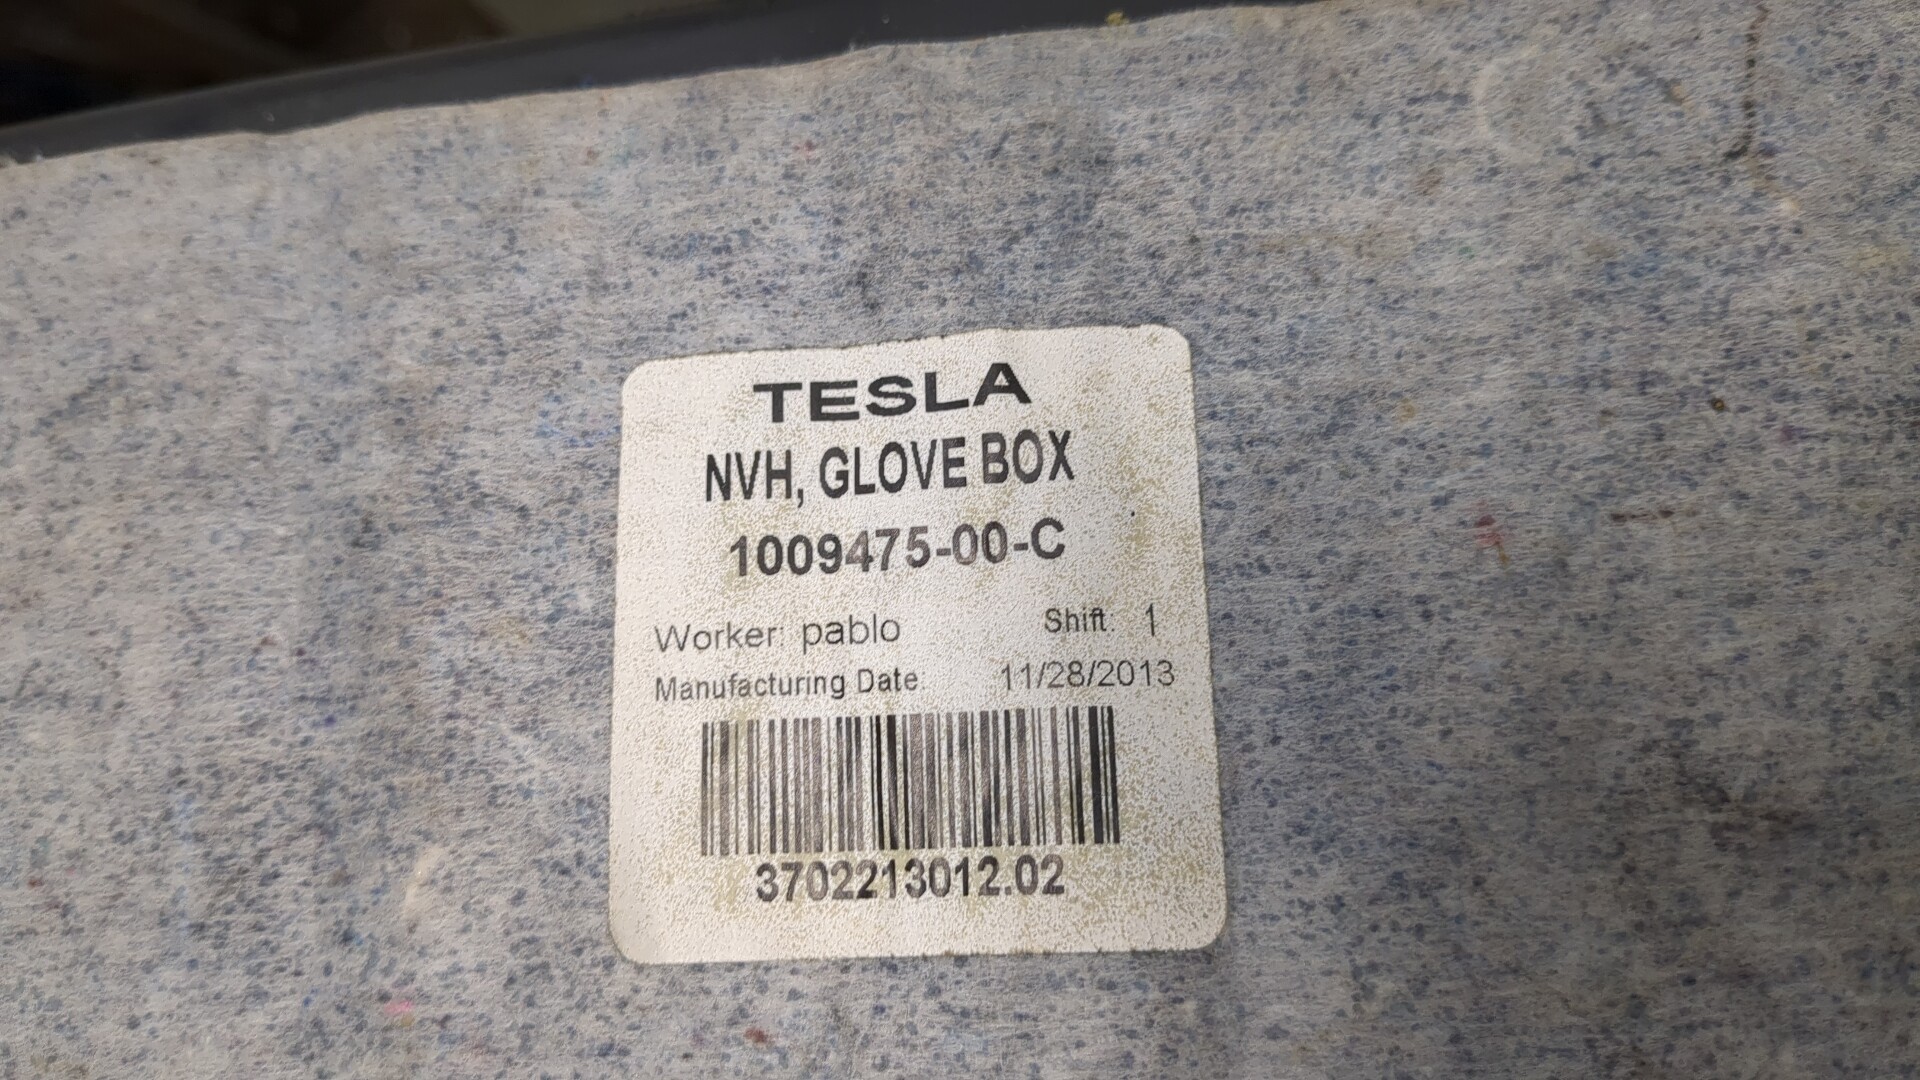 TESLA
NVH, GLOVE BOX
1009475-00-C
Worker: pablo Shift: 1
Manufacturing Date: 11/28/2013
3702213012.02